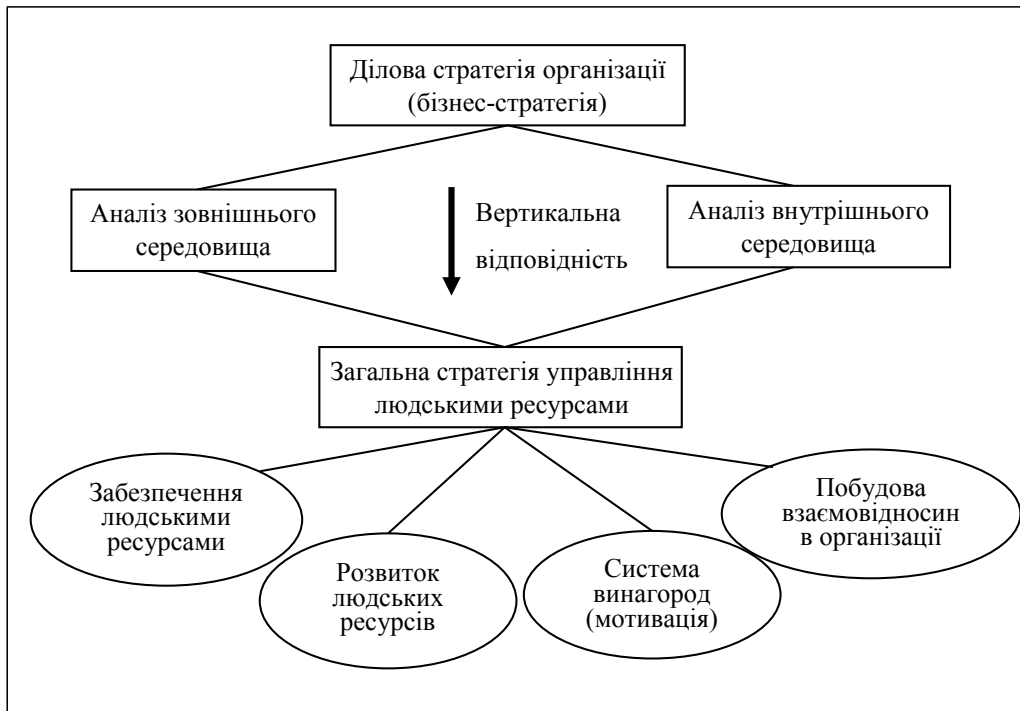 Ділова стратегія організації
(бізнес-стратегія)
Аналіз зовнішнього
середовища
Вертикальна
відповідність
Аналіз внутрішнього
середовища
Загальна стратегія управління
людськими ресурсами
Забезпечення
людськими
ресурсами
Розвиток
людських
ресурсів
Система
винагород
(мотивація)
Побудова
взаємовідносин
в організації